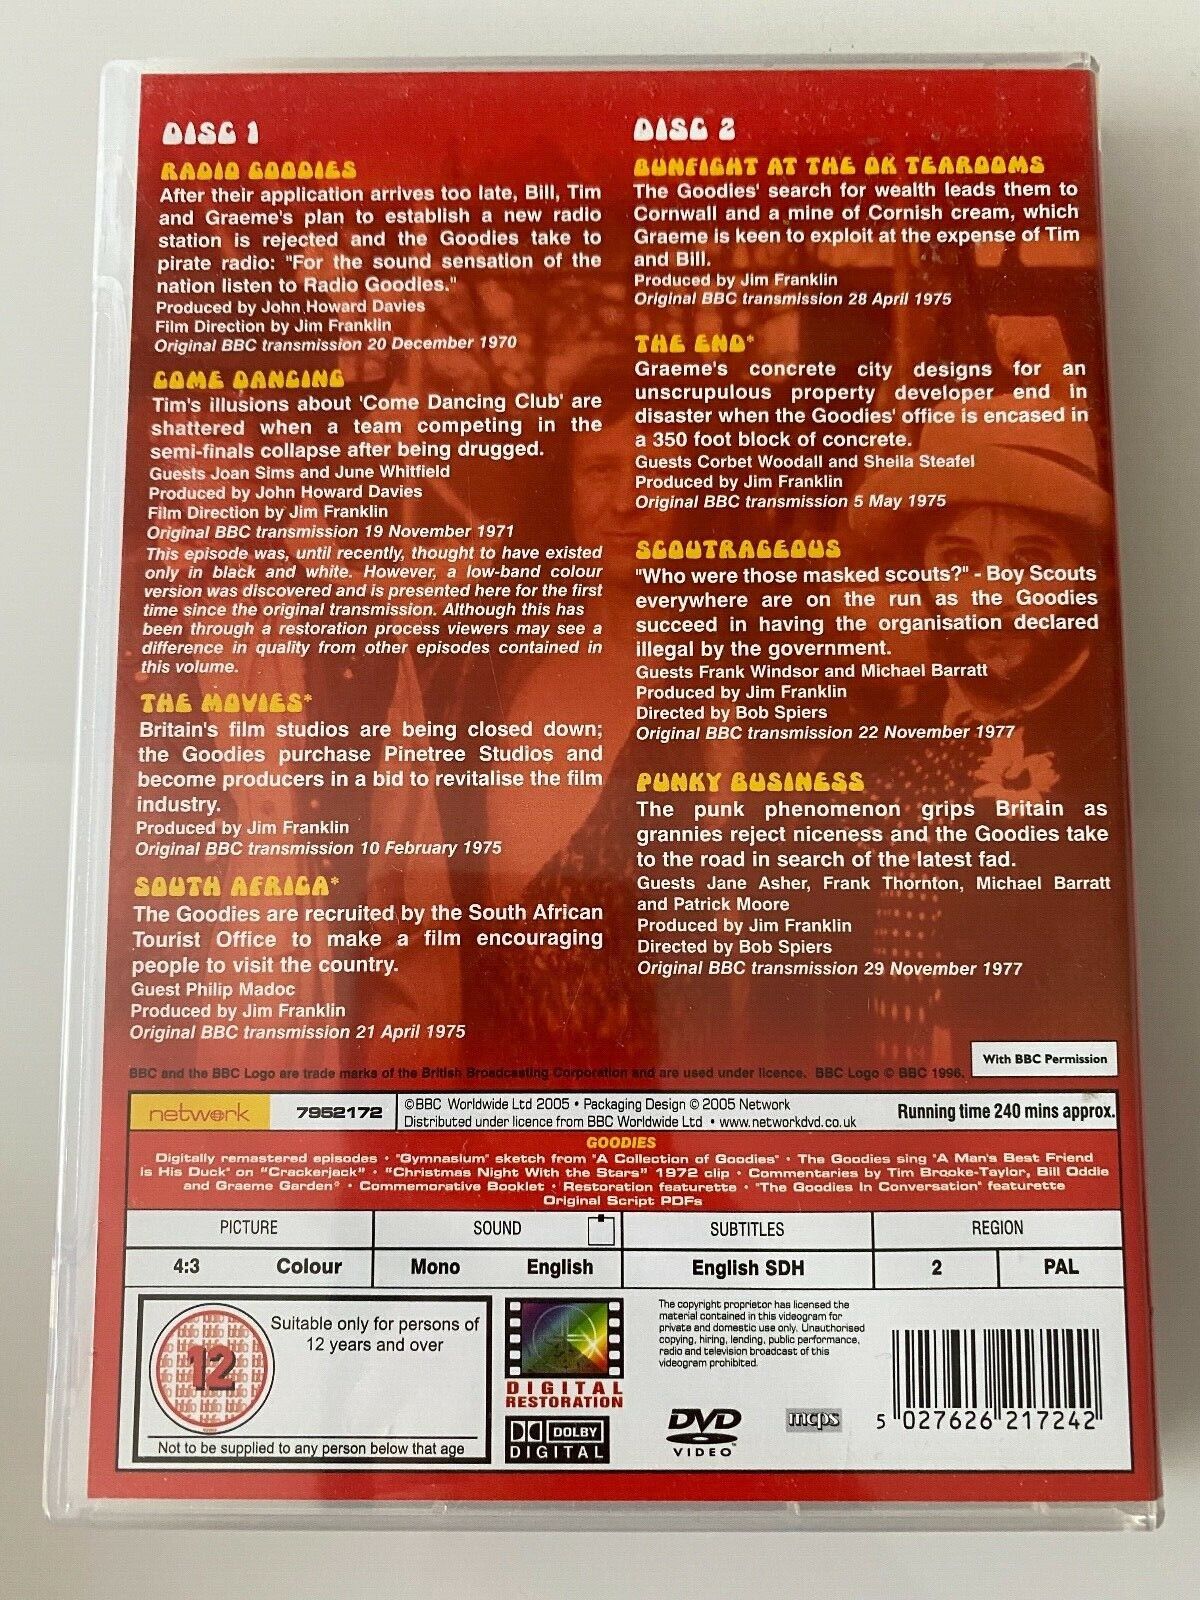 DISC 1
RADIO GOODIES
After their application arrives too late, Bill, Tim
and Graeme's plan to establish a new radio
station is rejected and the Goodies take to
pirate radio: "For the sound sensation of the
nation listen to Radio Goodies."
Produced by John Howard Davies
Film Direction by Jim Franklin
Original BBC transmission 20 December 1970
COME DANCING
Tim's illusions about 'Come Dancing Club' are
shattered when a team competing in the
semi-finals collapse after being drugged.
Guests Joan Sims and June Whitfield
Produced by John Howard Davies
Film Direction by Jim Franklin
Original BBC transmission 19 November 1971
This episode was, until recently, thought to have existed
only in black and white. However, a low-band colour
version was discovered and is presented here for the first
time since the original transmission. Although this has
been through a restoration process viewers may see a
difference in quality from other episodes contained in
this volume.
THE MOVIES*
Britain's film studios are being closed down;
the Goodies purchase Pinetree Studios and
become producers in a bid to revitalise the film
industry.
Produced by Jim Franklin
Original BBC transmission 10 February 1975
SOUTH AFRICA*
The Goodies are recruited by the South African
Tourist Office to make a film encouraging
people to visit the country.
Guest Philip Madoc
Produced by Jim Franklin
Original BBC transmission 21 April 1975
DISC 2
BUNFIGHT AT THE OK TEAROOMS
The Goodies' search for wealth leads them to
Cornwall and a mine of Cornish cream, which
Graeme is keen to exploit at the expense of Tim
and Bill.
Produced by Jim Franklin
Original BBC transmission 28 April 1975
THE END*
Graeme's concrete city designs for an
unscrupulous property developer end in
disaster when the Goodies' office is encased in
a 350 foot block of concrete.
Guests Corbet Woodall and Sheila Steafel
Produced by Jim Franklin
Original BBC transmission 5 May 1975
SCOUTRAGEOUS
"Who were those masked scouts?" - Boy Scouts
everywhere are on the run as the Goodies
succeed in having the organisation declared
illegal by the government.
Guests Frank Windsor and Michael Barratt
Produced by Jim Franklin
Directed by Bob Spiers
Original BBC transmission 22 November 1977
PUNKY BUSINESS
The punk phenomenon grips Britain as
grannies reject niceness and the Goodies take
to the road in search of the latest fad.
Guests Jane Asher, Frank Thornton, Michael Barratt
and Patrick Moore
Produced by Jim Franklin
Directed by Bob Spiers
Original BBC transmission 29 November 1977
With BBC Permission
BBC and the BBC Logo are trade marks of the British Broadcasting Corporation and are used under licence. BBC Logo © BBC 1996.
network 7952172
©BBC Worldwide Ltd 2005 • Packaging Design © 2005 Network
Distributed under licence from BBC Worldwide Ltd • www.networkdvd.co.uk
Running time 240 mins approx.
GOODIES
Digitally remastered episodes • "Gymnasium" sketch from "A Collection of Goodies" • The Goodies sing "A Man's Best Friend
is His Duck" on "Crackerjack" • "Christmas Night With the Stars" 1972 clip • Commentaries by Tim Brooke-Taylor, Bill Oddie
and Graeme Garden* • Commemorative Booklet • Restoration featurette • "The Goodies In Conversation" featurette
Original Script PDFs
PICTURE SOUND SUBTITLES REGION
4:3 Colour Mono English English SDH 2 PAL
12
Suitable only for persons of
12 years and over
Not to be supplied to any person below that age
DIGITAL
RESTORATION
DOLBY
DIGITAL
The copyright proprietor has licensed the
material contained in this videogram for
private and domestic use only. Unauthorised
copying, hiring, lending, public performance,
radio and television broadcast of this
videogram prohibited.
DVD
VIDEO
mcps
5 027626 217242